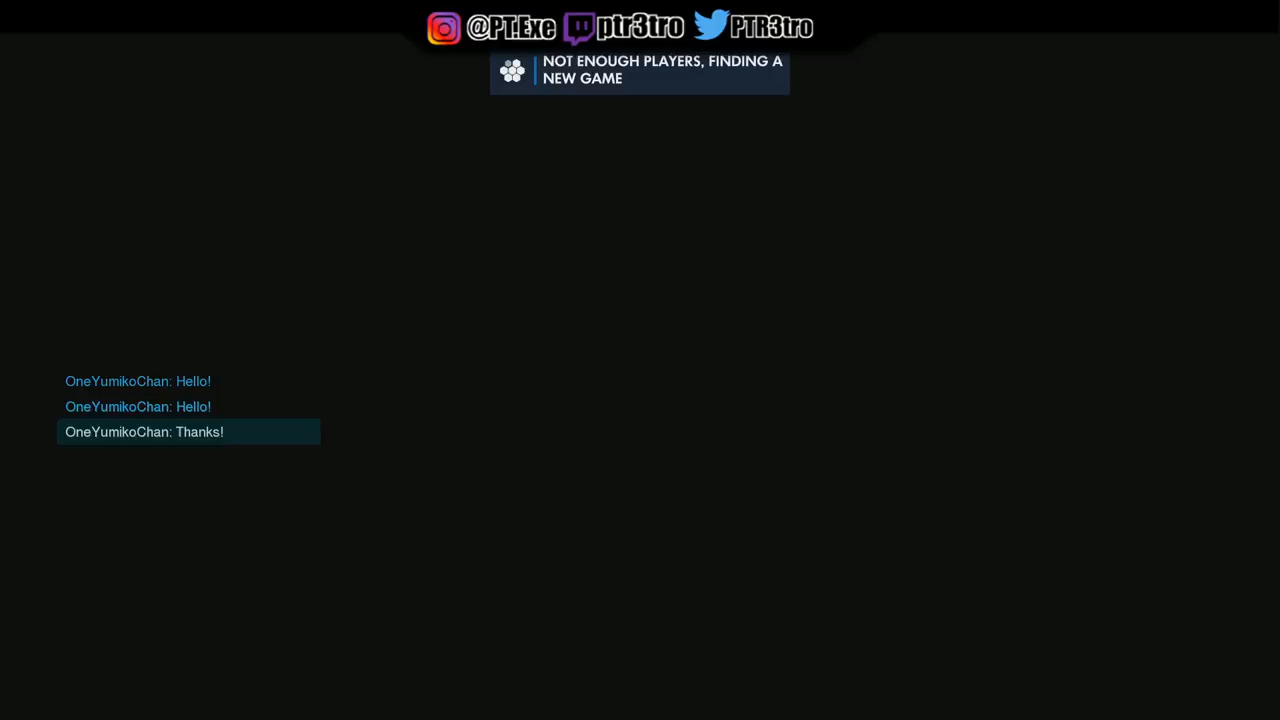 @PT.Exe ptr3tro PTR3tro
NOT ENOUGH PLAYERS, FINDING A
NEW GAME
OneYumikoChan: Hello!
OneYumikoChan: Hello!
OneYumikoChan: Thanks!